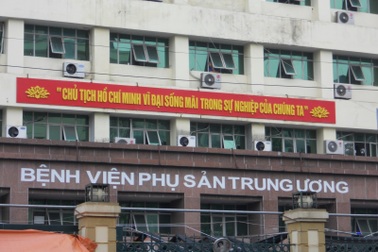 "CHỦ TỊCH HỒ CHÍ MINH VĨ ĐẠI SỐNG MÃI TRONG SỰ NGHIỆP CỦA CHÚNG TA"
BỆNH VIỆN PHỤ SẢN TRUNG ƯƠNG